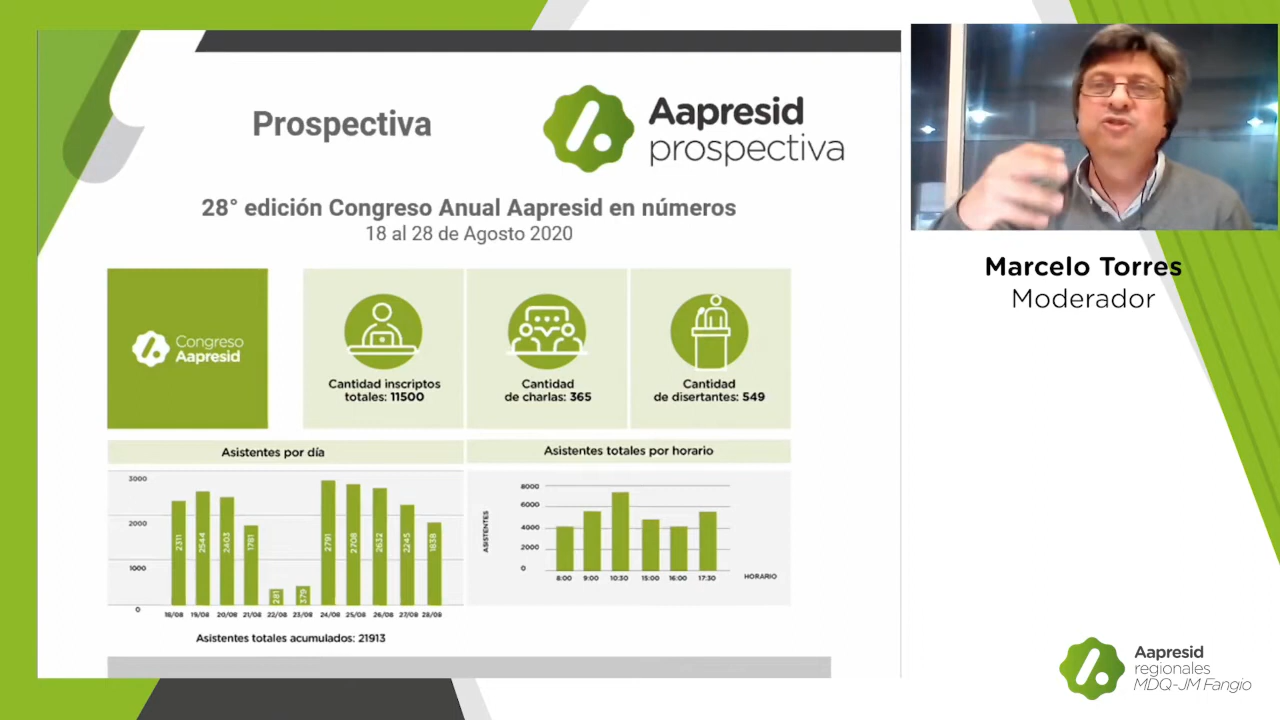 Prospectiva
Aapresid
prospectiva
28° edición Congreso Anual Aapresid en números
18 al 28 de Agosto 2020
Congreso
Aapresid
Cantidad inscriptos
totales: 11500
Cantidad
de charlas: 365
Cantidad
de disertantes: 549
Asistentes por día
3000
2000
1000
0
2311
2544
2403
1781
281
379
2791
2708
2632
2245
1838
18/08 19/08 20/08 21/08 22/08 23/08 24/08 25/08 26/08 27/08 28/08
Asistentes totales acumulados: 21913
Asistentes totales por horario
ASISTENTES
8000
6000
4000
2000
0
8:00 9:00 10:30 15:00 16:00 17:30
HORARIO
Marcelo Torres
Moderador
Aapresid
regionales
MDQ-JM Fangio